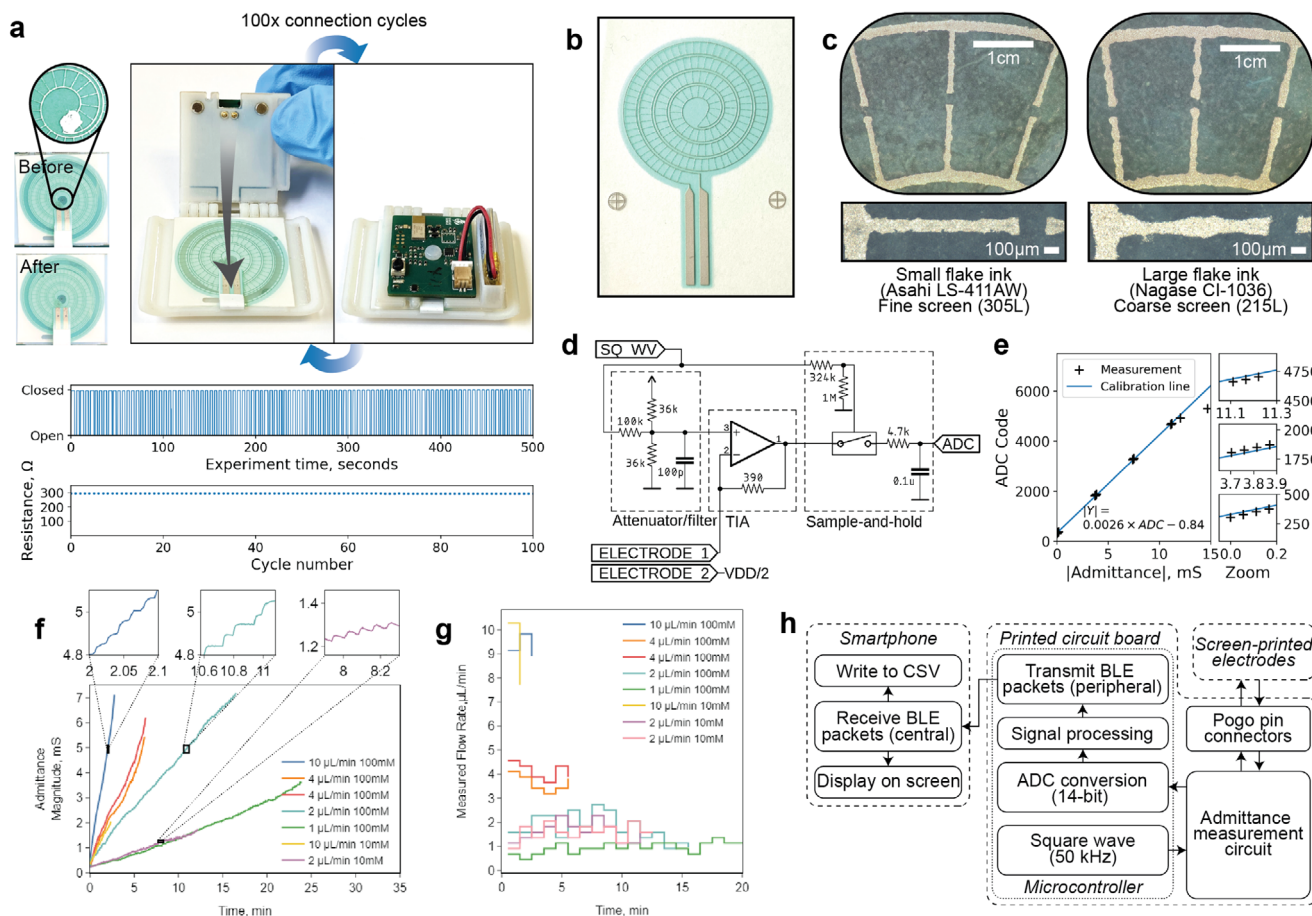 a
100x connection cycles
Before
After
Closed
Open
0
100
200
300
400
500
Experiment time, seconds
Resistance, Ω
300
200
100
0
20
40
60
80
100
Cycle number
b
c
1cm
1cm
100µm
100µm
Small flake ink
(Asahi LS-411AW)
Fine screen (305L)
Large flake ink
(Nagase CI-1036)
Coarse screen (215L)
d
SQ WV
324k
1M
36k
100k
36k
100p
3
+
2
−
1
390
4.7k
0.1u
ADC
Attenuator/filter
TIA
Sample-and-hold
ELECTRODE 1
ELECTRODE 2
VDD/2
e
Measurement
Calibration line
ADC Code
6000
4000
2000
0
0
5
10
15
|Admittance|, mS
|Y| =
0.0026 × ADC − 0.84
4750
4500
11.1
11.3
2000
1750
3.7
3.8
3.9
500
250
0.0
0.2
Zoom
f
5
4.8
2
2.05
2.1
5
4.8
10.6
10.8
11
1.4
1.2
8
8.2
Admittance
Magnitude, mS
7
6
5
4
3
2
1
0
0
5
10
15
20
25
30
35
Time, min
10 µL/min 100mM
4 µL/min 100mM
4 µL/min 100mM
2 µL/min 100mM
1 µL/min 100mM
10 µL/min 10mM
2 µL/min 10mM
g
Measured Flow Rate,µL/min
10
9
8
7
6
5
4
3
2
1
0
0
5
10
15
20
Time, min
10 µL/min 100mM
4 µL/min 100mM
4 µL/min 100mM
2 µL/min 100mM
1 µL/min 100mM
10 µL/min 10mM
2 µL/min 10mM
2 µL/min 10mM
h
Smartphone
Write to CSV
Receive BLE
packets (central)
Display on screen
Printed circuit board
Transmit BLE
packets (peripheral)
Signal processing
ADC conversion
(14-bit)
Square wave
(50 kHz)
Microcontroller
Screen-printed
electrodes
Pogo pin
connectors
Admittance
measurement
circuit